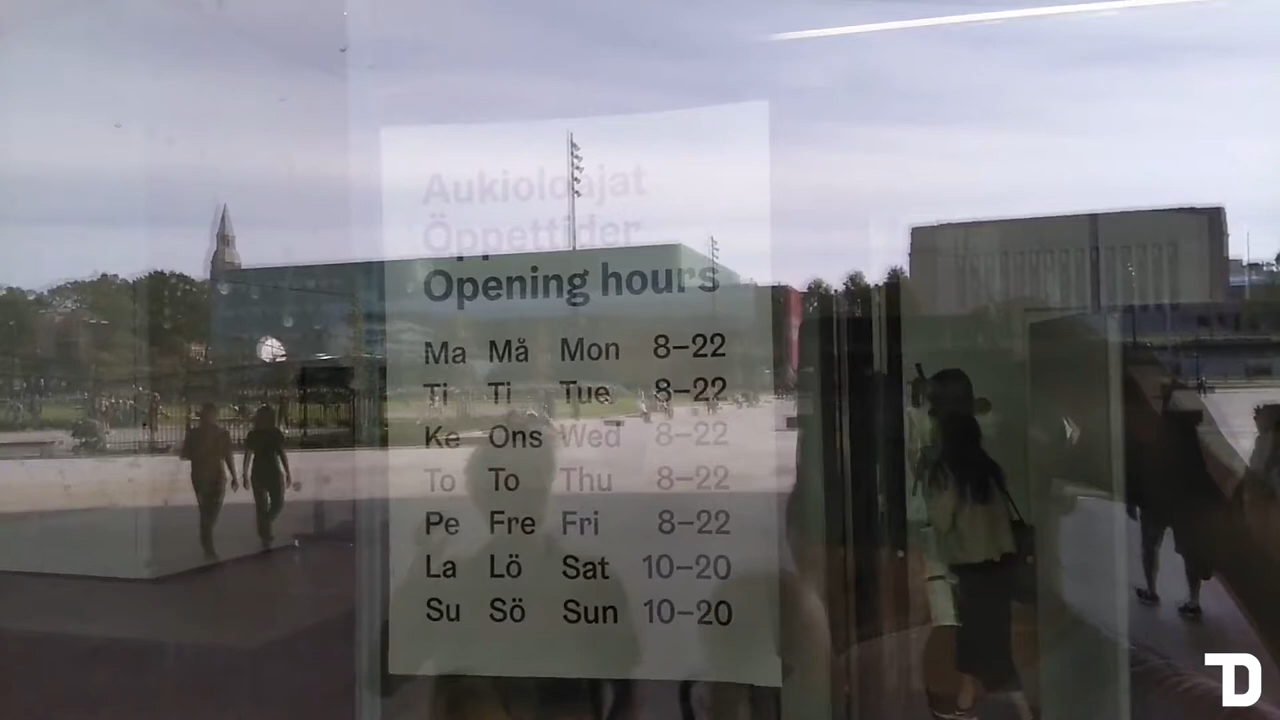 Aukioloajat
Öppettider
Opening hours
Ma Må Mon 8–22
Ti Ti Tue 8–22
Ke Ons Wed 8–22
To To Thu 8–22
Pe Fre Fri 8–22
La Lö Sat 10–20
Su Sö Sun 10–20
TD